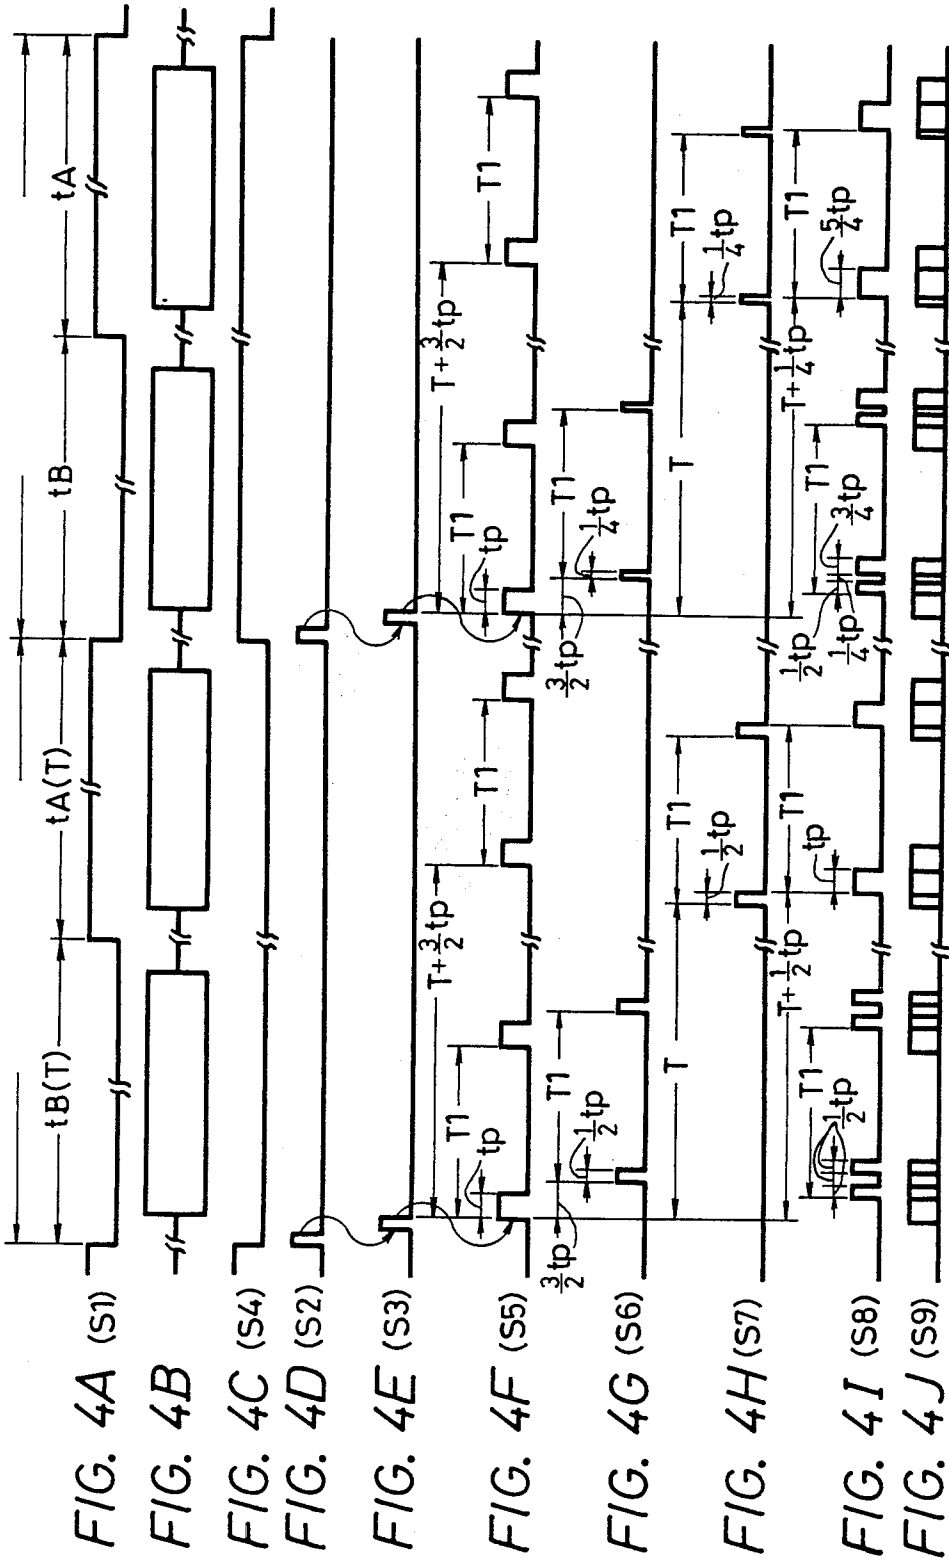 FIG. 4A (S1)
tB(T) tA(T) tB tA
FIG. 4B
FIG. 4C (S4)
FIG. 4D (S2)
FIG. 4E (S3)
T+3/2tp T+3/2tp
FIG. 4F (S5)
T1 T1 T1 T1
tp tp
FIG. 4G (S6)
3/2tp T1 3/2tp T1
1/2tp 1/4tp
FIG. 4H (S7)
T T1 T T1
1/2tp 1/4tp
T+1/2tp T+1/4tp
FIG. 4I (S8)
T1 T1 T1 T1
1/2tp tp 1/2tp 1/4tp 3/4tp 5/4tp
FIG. 4J (S9)